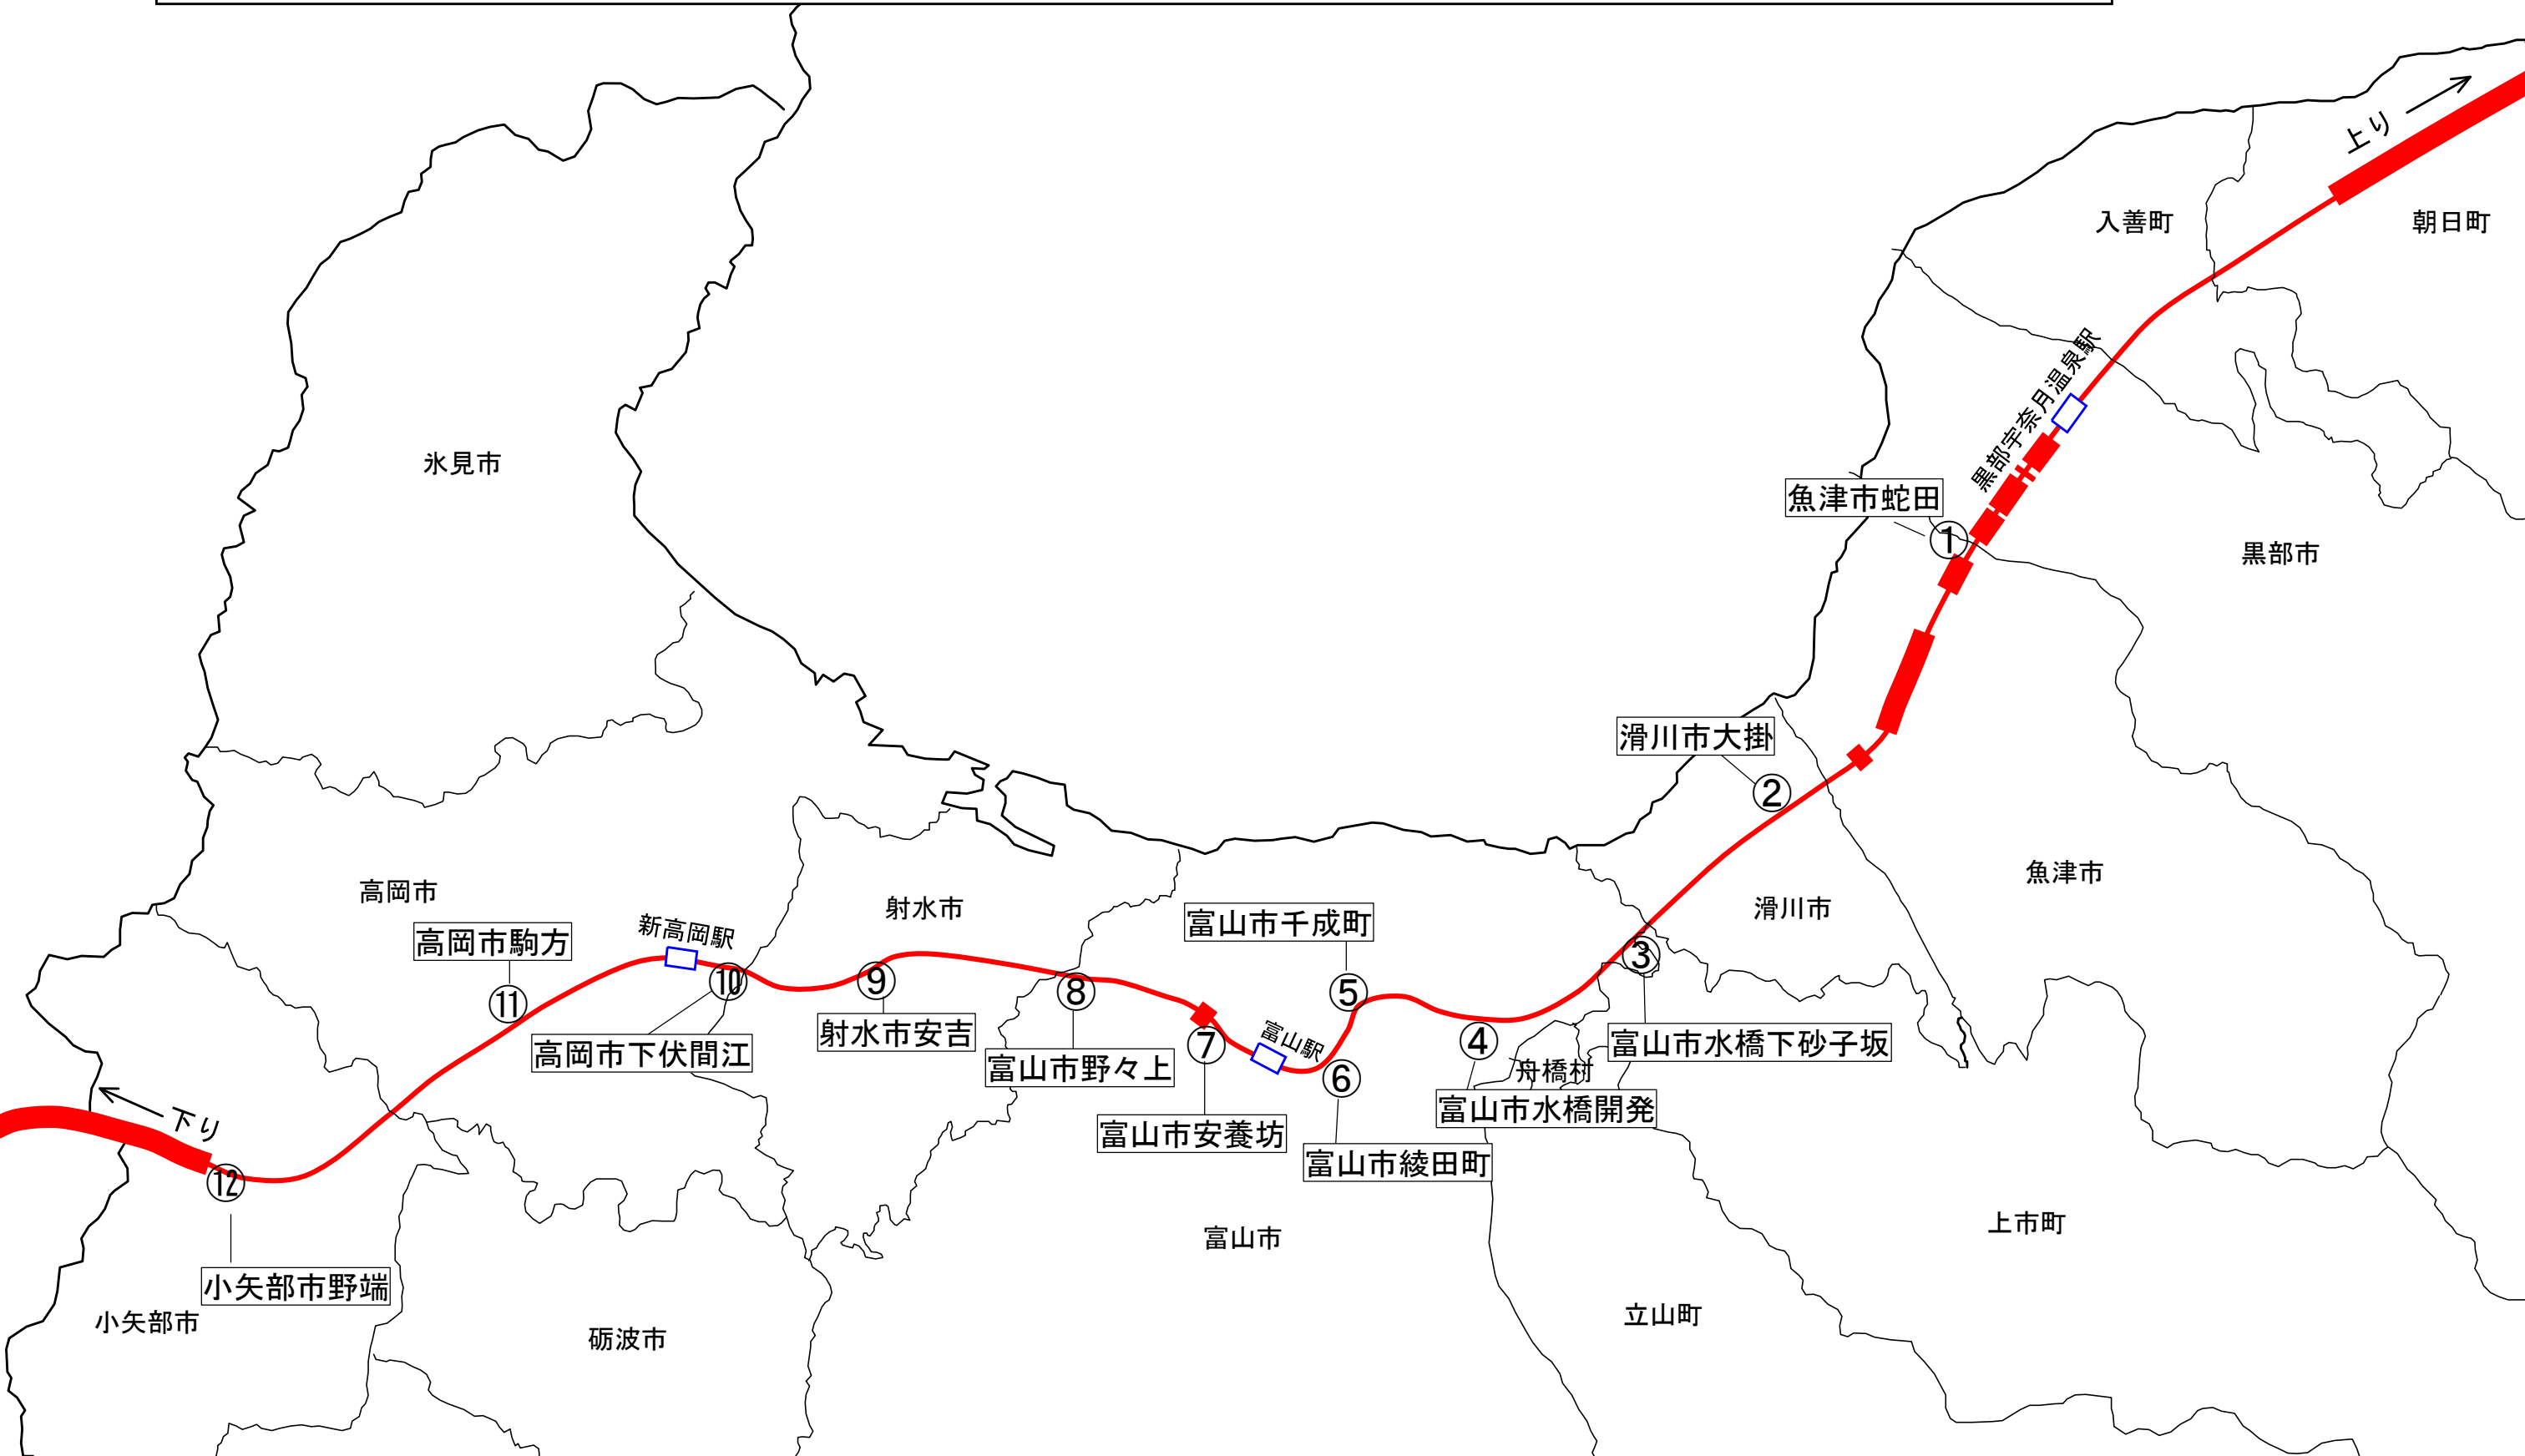 上り
入善町
朝日町
黒部宇奈月温泉駅
氷見市
魚津市蛇田
①
黒部市
滑川市大掛
②
魚津市
高岡市
射水市
滑川市
富山市千成町
高岡市駒方
新高岡駅
③
⑩
⑨
⑧
⑤
⑪
射水市安吉
富山駅
⑦
④
富山市水橋下砂子坂
高岡市下伏間江
富山市野々上
⑥
舟橋村
下り
富山市水橋開発
富山市安養坊
富山市綾田町
⑫
上市町
富山市
小矢部市野端
小矢部市
立山町
砺波市